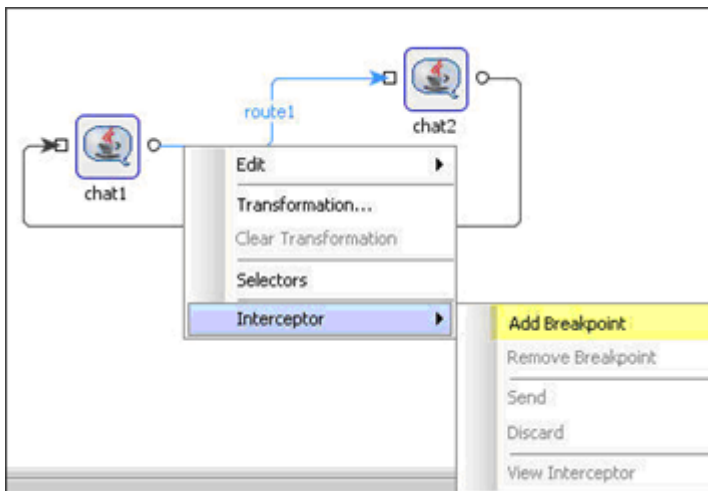 route1
chat2
chat1
Edit
Transformation...
Clear Transformation
Selectors
Interceptor
Add Breakpoint
Remove Breakpoint
Send
Discard
View Interceptor